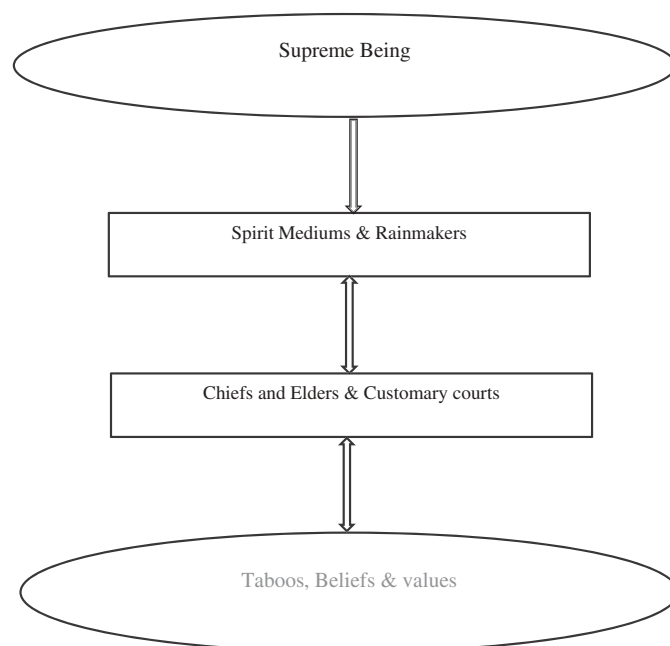 Supreme Being
Spirit Mediums & Rainmakers
Chiefs and Elders & Customary courts
Taboos, Beliefs & values